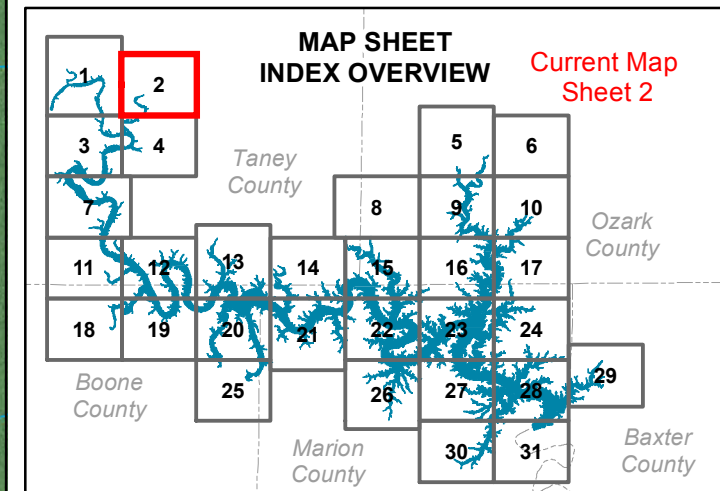 MAP SHEET
INDEX OVERVIEW
Current Map
Sheet 2
1
2
3
4
5
6
Taney
County
7
8
9
10
Ozark
County
11
12
13
14
15
16
17
18
19
20
21
22
23
24
25
26
27
28
29
Boone
County
Marion
County
30
31
Baxter
County